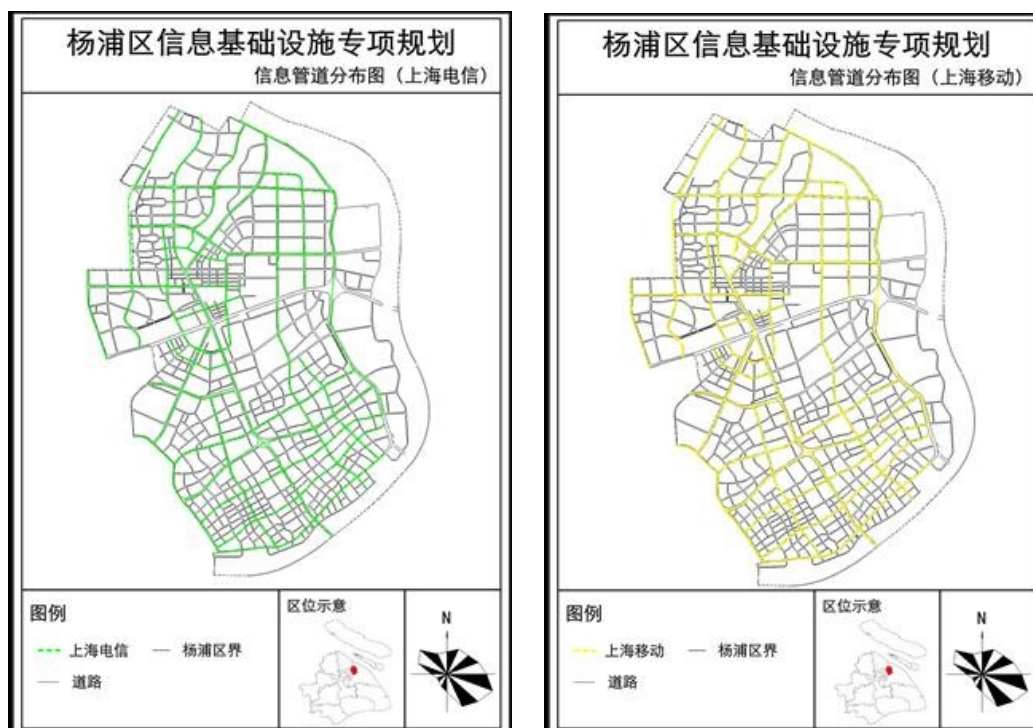 杨浦区信息基础设施专项规划
信息管道分布图（上海电信）
图例
上海电信
杨浦区界
道路
区位示意
N
杨浦区信息基础设施专项规划
信息管道分布图（上海移动）
图例
上海移动
杨浦区界
道路
区位示意
N